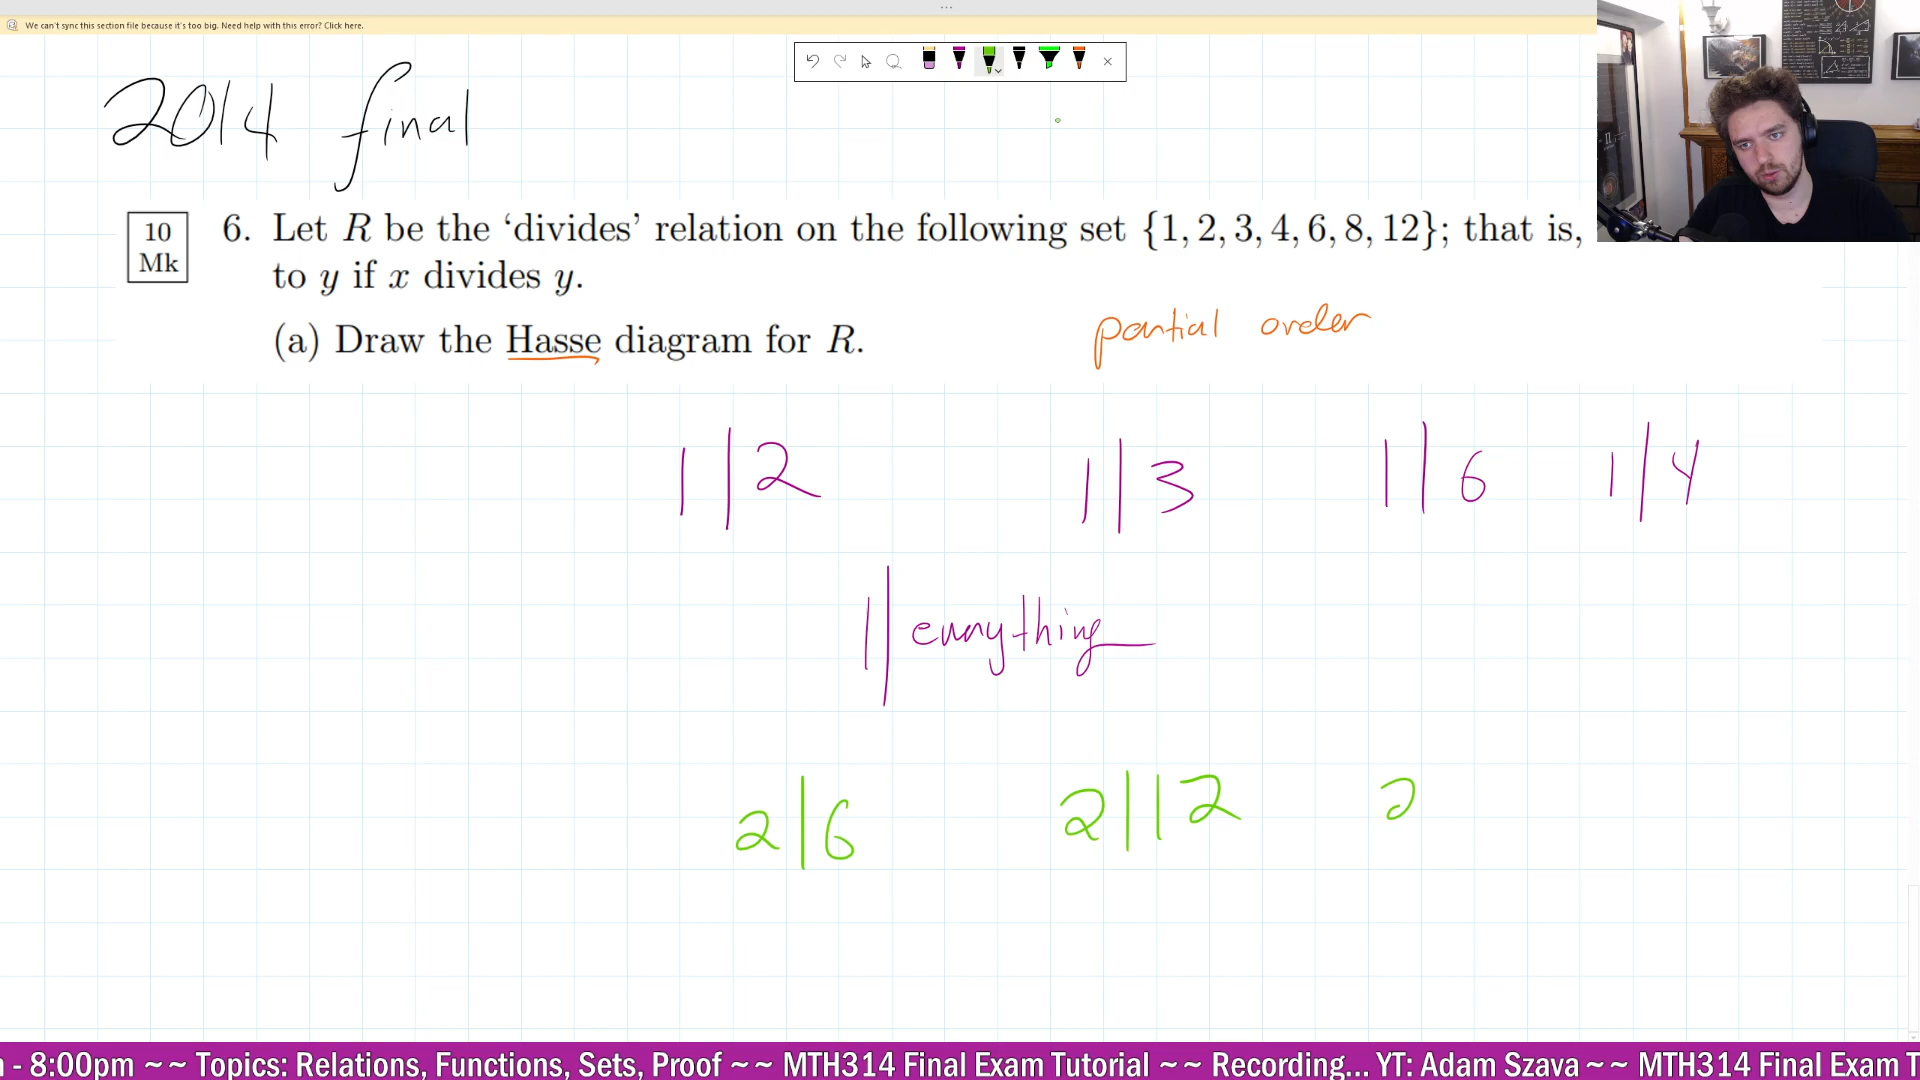 We can't sync this section file because it's too big. Need help with this error? Click here.
2014 final
10
Mk
6. Let R be the ‘divides’ relation on the following set {1, 2, 3, 4, 6, 8, 12}; that is,
to y if x divides y.
(a) Draw the Hasse diagram for R.
partial order
1|2 1|3 1|6 1|4
1|everything
2|6 2|12 2
- 8:00pm ~~ Topics: Relations, Functions, Sets, Proof ~~ MTH314 Final Exam Tutorial ~~ Recording... YT: Adam Szava ~~ MTH314 Final Exam T